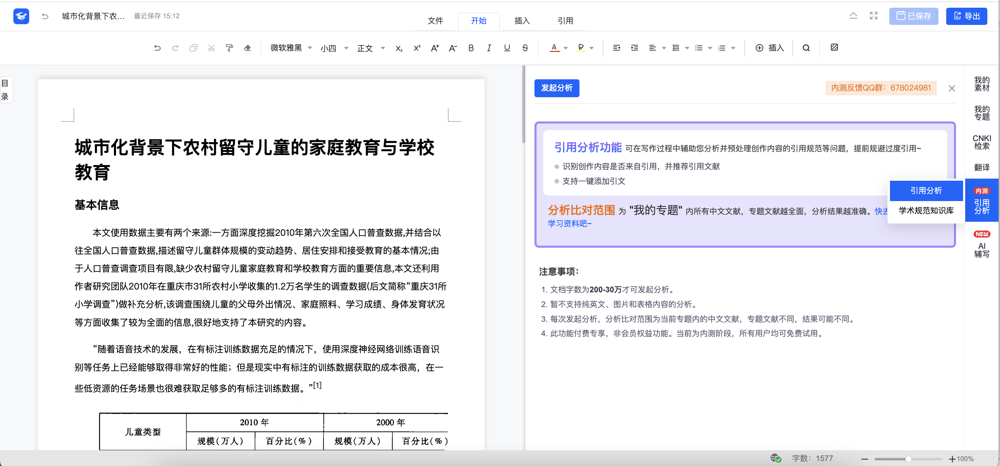 城市化背景下农... 最近保存 15:12
文件 开始 插入 引用
已保存 导出
微软雅黑 小四 正文 X₂ X² A⁺ A⁻ B I U S A 插入
目录
城市化背景下农村留守儿童的家庭教育与学校
教育
基本信息
本文使用数据主要有两个来源:一方面深度挖掘2010年第六次全国人口普查数据,并结合以
往全国人口普查数据,描述留守儿童群体规模的变动趋势、居住安排和接受教育的基本情况;由
于人口普查调查项目有限,缺少农村留守儿童家庭教育和学校教育方面的重要信息,本文还利用
作者研究团队2010年在重庆市31所农村小学收集的1.2万名学生的调查数据(后文简称“重庆31所
小学调查”)做补充分析,该调查围绕儿童的父母外出情况、家庭照料、学习成绩、身体发育状况
等方面收集了较为全面的信息,很好地支持了本研究的内容。
“随着语音技术的发展，在有标注训练数据充足的情况下，使用深度神经网络训练语音识
别等任务上已经能够取得非常好的性能；但是现实中有标注的训练数据获取的成本很高，在一
些低资源的任务场景也很难获取足够多的有标注训练数据。”[1]
儿童类型 2010 年 2000 年
规模(万人) 百分比(%) 规模(万人) 百分比(%)
发起分析 内测反馈QQ群：678024981
引用分析功能 可在写作过程中辅助您分析并预处理创作内容的引用规范等问题，提前规避过度引用~
识别创作内容是否来自引用，并推荐引用文献
支持一键添加引文
分析比对范围 为 "我的专题" 内所有中文文献，专题文献越全面，分析结果越准确。快去
学习资料吧~
注意事项：
1. 文档字数为200-30万才可发起分析。
2. 暂不支持纯英文、图片和表格内容的分析。
3. 每次发起分析，分析比对范围为当前专题内的中文文献，专题文献不同，结果可能不同。
4. 此功能付费专享，非会员权益功能。当前为内测阶段，所有用户均可免费试用。
引用分析
学术规范知识库
我的
素材
我的
专题
CNKI
检索
翻译
内测
引用
分析
NEW
AI
辅写
字数：1577 100%